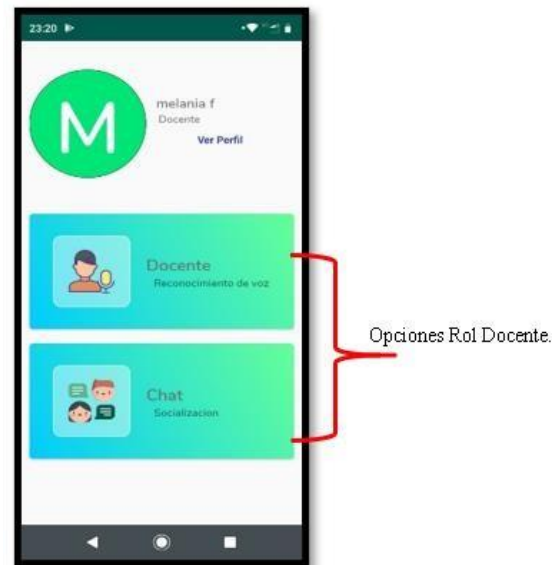 23:20
M
melania f
Docente
Ver Perfil
Docente
Reconocimiento de voz
Chat
Socializacion
Opciones Rol Docente.